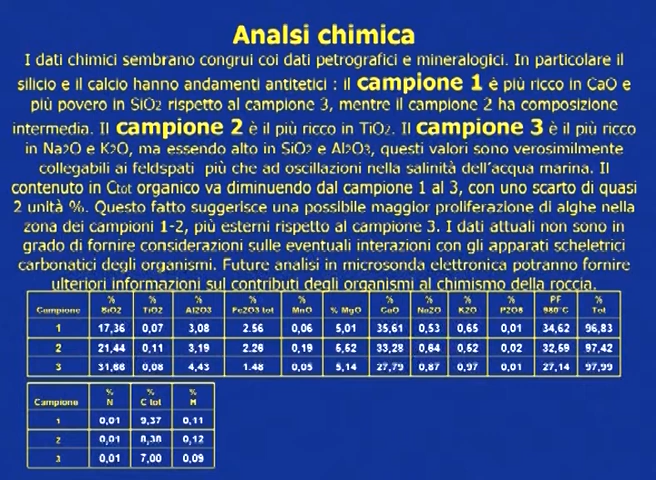 Analsi chimica
I dati chimici sembrano congrui coi dati petrografici e mineralogici. In particolare il
silicio e il calcio hanno andamenti antitetici : il campione 1 è più ricco in CaO e
più povero in SiO2 rispetto al campione 3, mentre il campione 2 ha composizione
intermedia. Il campione 2 è il più ricco in TiO2. Il campione 3 è il più ricco
in Na2O e K2O, ma essendo alto in SiO2 e Al2O3, questi valori sono verosimilmente
collegabili ai feldspati più che ad oscillazioni nella salinità dell'acqua marina. Il
contenuto in Ctot organico va diminuendo dal campione 1 al 3, con uno scarto di quasi
2 unità %. Questo fatto suggerisce una possibile maggior proliferazione di alghe nella
zona dei campioni 1-2, più esterni rispetto al campione 3. I dati attuali non sono in
grado di fornire considerazioni sulle eventuali interazioni con gli apparati scheletrici
carbonatici degli organismi. Future analisi in microsonda elettronica potranno fornire
ulteriori informazioni sul contributi degli organismi al chimismo della roccia.
Campione % SiO2 % TiO2 % Al2O3 % Fe2O3 tot % MnO % MgO % CaO % Na2O % K2O % P2O5 PF 980°C % Tot
1 17,36 0,07 3,08 2.56 0,06 5,01 35,61 0,53 0,65 0,01 34,62 96,83
2 21,44 0,11 3,19 2.26 0,19 33,28 0,64 0,02 97,42
3 0,08 4,43 1.48 0,05 5,14 27,79 0,87 0,97 0,01 27,14 97,99
Campione % N % C tot % H
1 0,01 9,37 0,11
2 0,01 8,38 0,12
3 0,01 7,00 0,09